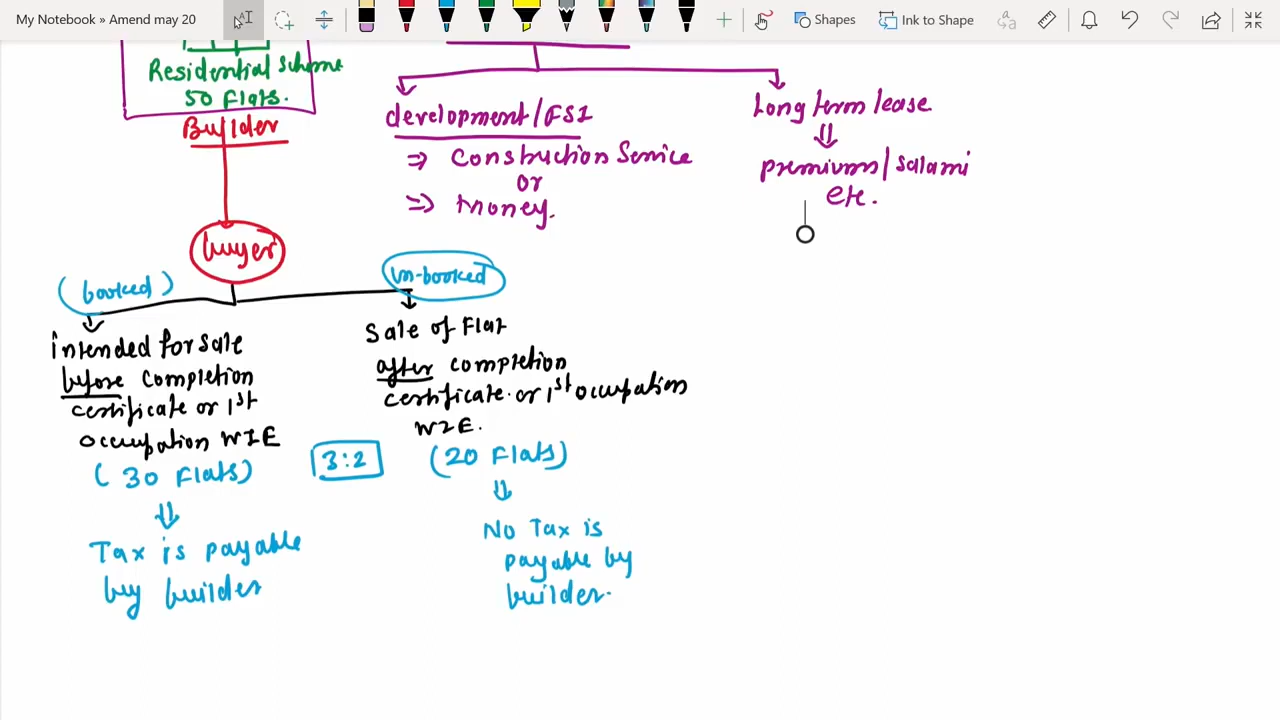 My Notebook » Amend may 20
Shapes
Ink to Shape
Residential Scheme
50 Flats.
Builder
development/FSI
⇒ Construction Service
or
⇒ Money.
Long term lease
⇓
premiums/salami
etc.
buyer
(booked)
un-booked
Intended for sale
before completion
certificate or 1st
occupation WIE
(30 Flats)
⇓
Tax is payable
by builder
3:2
Sale of Flat
after completion
certificate or 1st occupation
WIE.
(20 Flats)
⇓
No Tax is
payable by
builder.